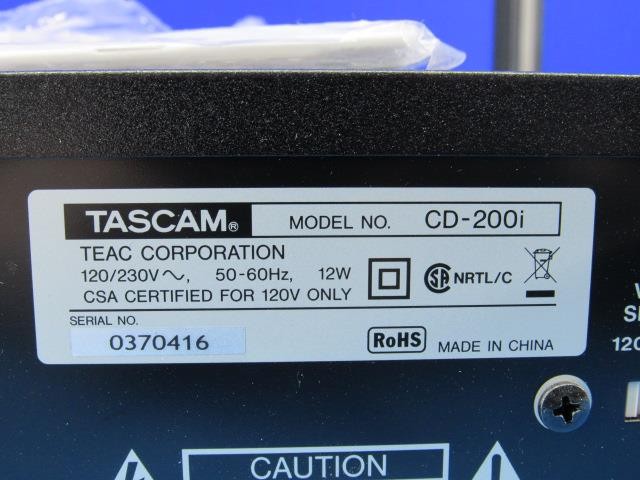 TASCAM® MODEL NO. CD-200i
TEAC CORPORATION
120/230V～, 50-60Hz, 12W
CSA CERTIFIED FOR 120V ONLY
NRTL/C
SERIAL NO.
0370416
RoHS
MADE IN CHINA
120
CAUTION